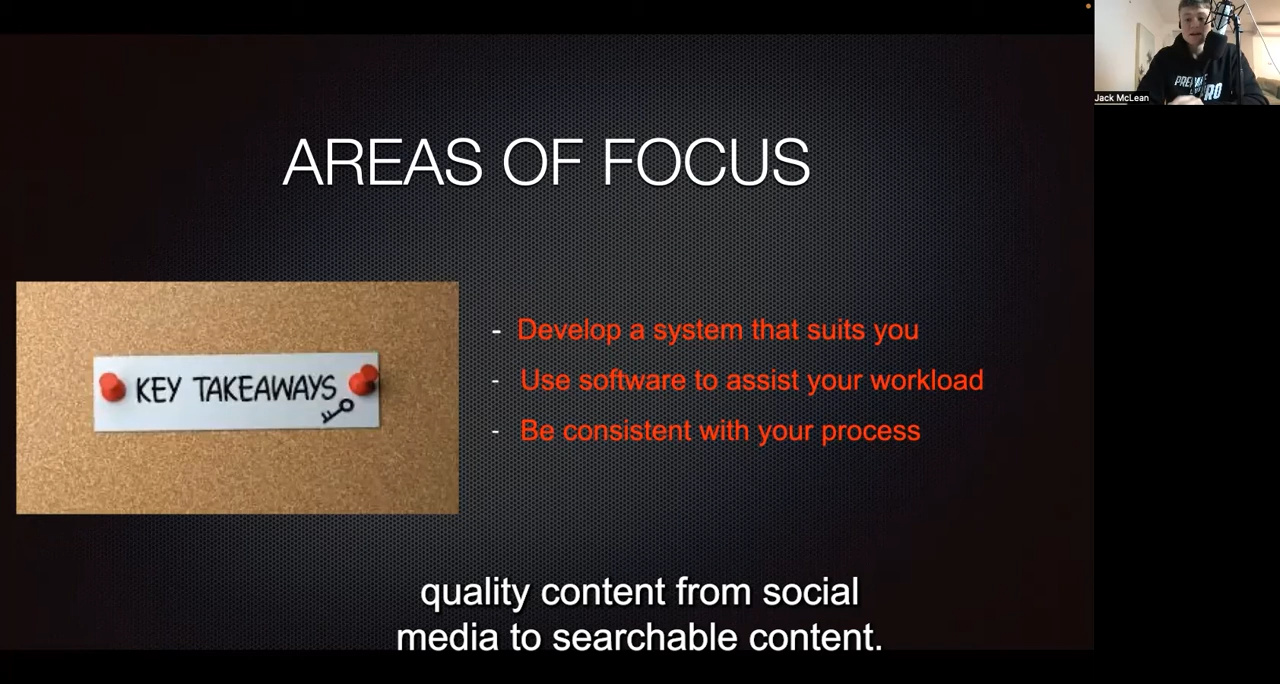 Jack McLean
AREAS OF FOCUS
KEY TAKEAWAYS
- Develop a system that suits you
- Use software to assist your workload
- Be consistent with your process
quality content from social
media to searchable content.